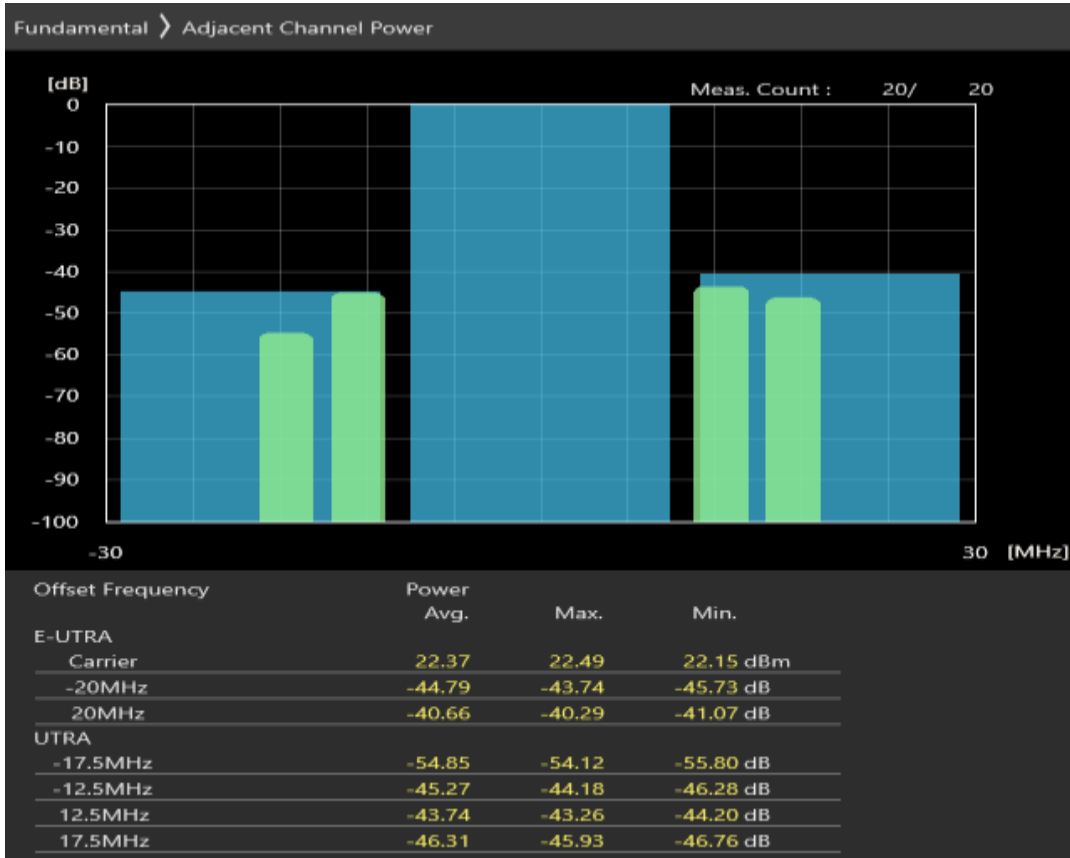 Fundamental 〉 Adjacent Channel Power
[dB]
Meas. Count : 20/ 20
0
-10
-20
-30
-40
-50
-60
-70
-80
-90
-100
-30 30 [MHz]
Offset Frequency Power
Avg. Max. Min.
E-UTRA
Carrier 22.37 22.49 22.15 dBm
-20MHz -44.79 -43.74 -45.73 dB
20MHz -40.66 -40.29 -41.07 dB
UTRA
-17.5MHz -54.85 -54.12 -55.80 dB
-12.5MHz -45.27 -44.18 -46.28 dB
12.5MHz -43.74 -43.26 -44.20 dB
17.5MHz -46.31 -45.93 -46.76 dB